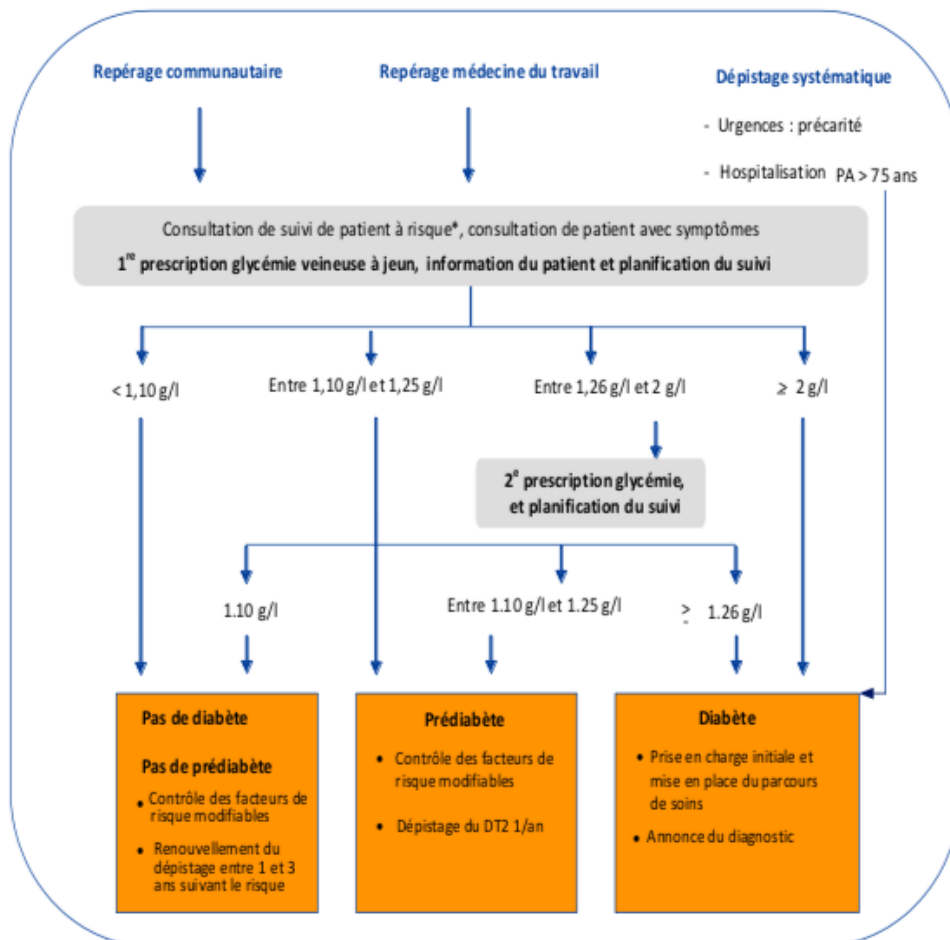 Repérage communautaire
Repérage médecine du travail
Dépistage systématique
- Urgences : précarité
- Hospitalisation PA > 75 ans
Consultation de suivi de patient à risque*, consultation de patient avec symptômes
1re prescription glycémie veineuse à jeun, information du patient et planification du suivi
< 1,10 g/l
Entre 1,10 g/l et 1,25 g/l
Entre 1,26 g/l et 2 g/l
≥ 2 g/l
2e prescription glycémie,
et planification du suivi
1.10 g/l
Entre 1.10 g/l et 1.25 g/l
≥ 1.26 g/l
Pas de diabète
Pas de prédiabète
• Contrôle des facteurs de
risque modifiables
• Renouvellement du
dépistage entre 1 et 3
ans suivant le risque
Prédiabète
• Contrôle des facteurs de
risque modifiables
• Dépistage du DT2 1/an
Diabète
• Prise en charge initiale et
mise en place du parcours
de soins
• Annonce du diagnostic